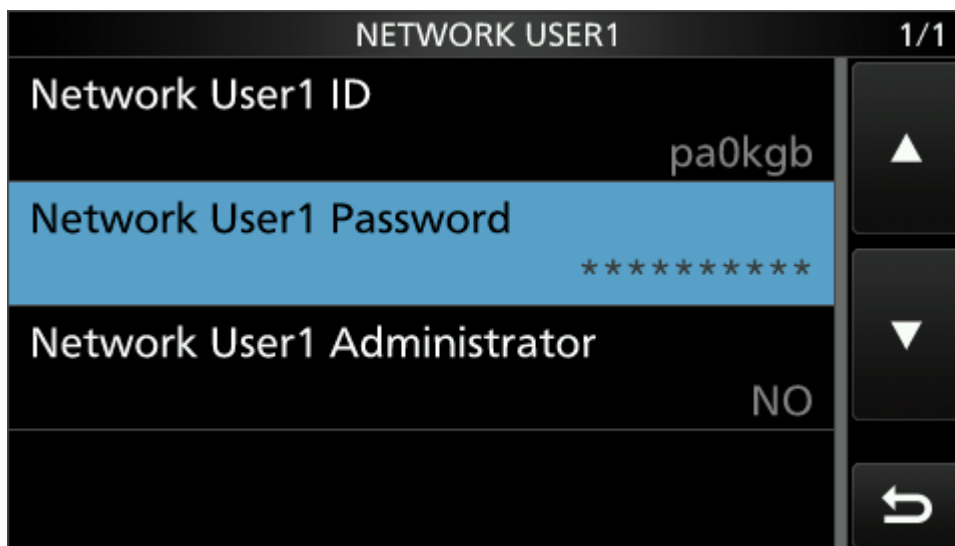 NETWORK USER1 1/1
Network User1 ID
pa0kgb
Network User1 Password
**********
Network User1 Administrator
NO